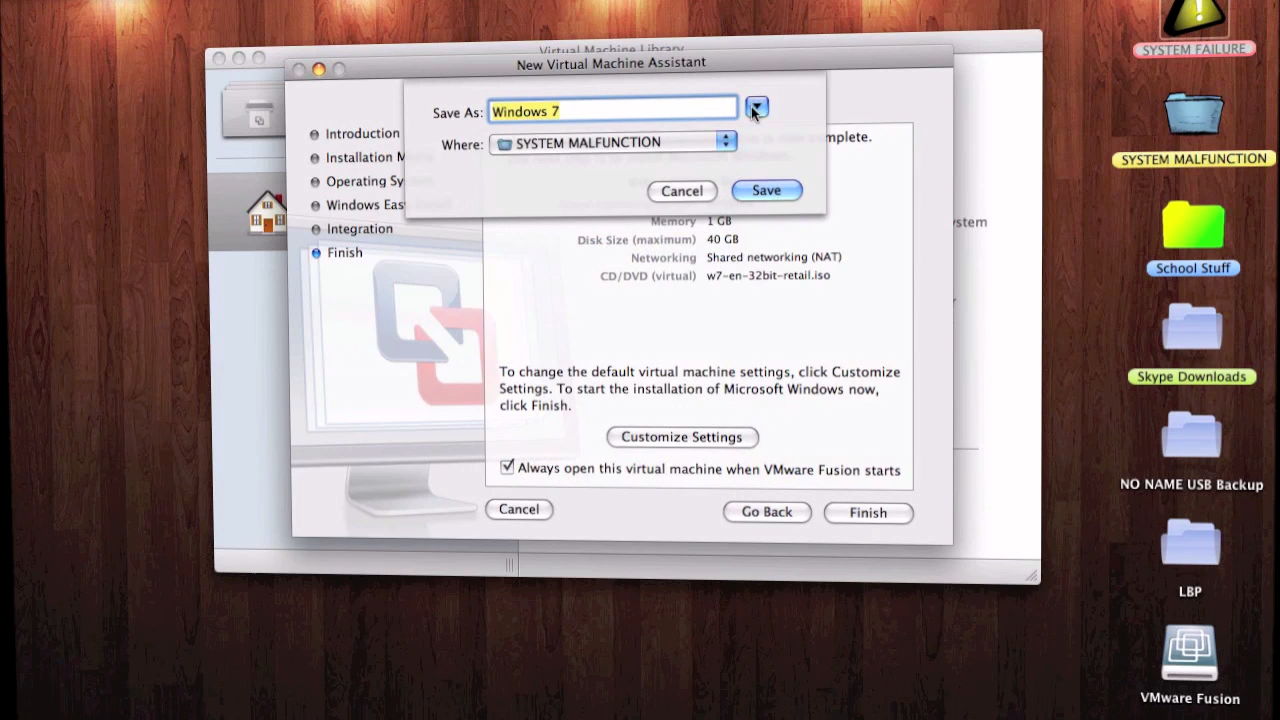 Virtual Machine Library
New Virtual Machine Assistant
Save As: Windows 7
Where: SYSTEM MALFUNCTION
Cancel Save
Introduction
Installation M
Operating Sy
Windows Eas
Integration
Finish
mplete.
Memory 1 GB
Disk Size (maximum) 40 GB
Networking Shared networking (NAT)
CD/DVD (virtual) w7-en-32bit-retail.iso
ystem
To change the default virtual machine settings, click Customize
Settings. To start the installation of Microsoft Windows now,
click Finish.
Customize Settings
Always open this virtual machine when VMware Fusion starts
Cancel Go Back Finish
SYSTEM FAILURE
SYSTEM MALFUNCTION
School Stuff
Skype Downloads
NO NAME USB Backup
LBP
VMware Fusion